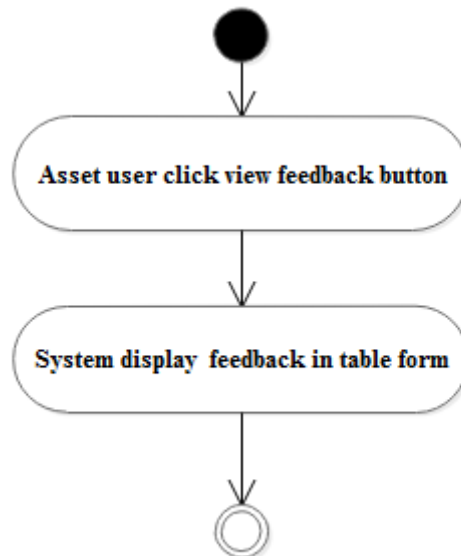 Asset user click view feedback button
System display feedback in table form